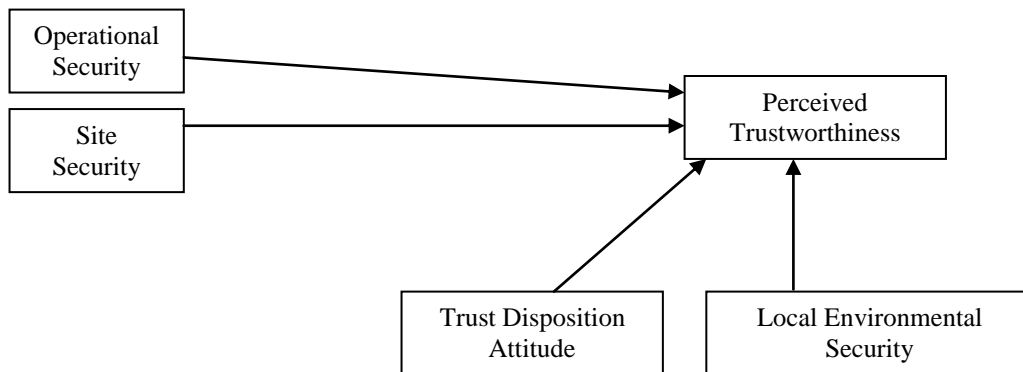 Operational
Security
Site
Security
Perceived
Trustworthiness
Trust Disposition
Attitude
Local Environmental
Security